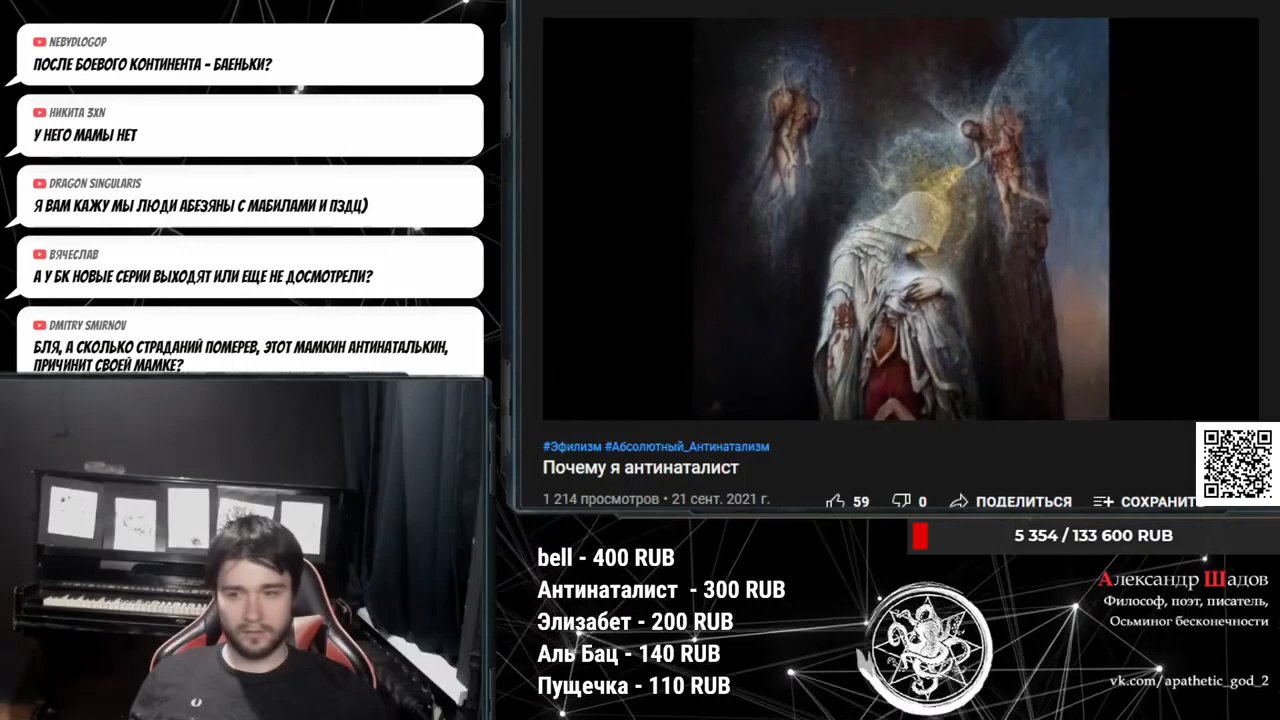 NEBYDLOGOP
ПОСЛЕ БОЕВОГО КОНТИНЕНТА - БАЕНЬКИ?
НИКИТА ЗХN
У НЕГО МАМЫ НЕТ
DRAGON SINGULARIS
Я ВАМ КАЖУ МЫ ЛЮДИ АБЕЗЯНЫ С МАБИЛАМИ И ПЗДЦ)
ВЯЧЕСЛАВ
А У БК НОВЫЕ СЕРИИ ВЫХОДЯТ ИЛИ ЕЩЕ НЕ ДОСМОТРЕЛИ?
DMITRY SMIRNOV
БЛЯ, А СКОЛЬКО СТРАДАНИЙ ПОМЕРЕВ, ЭТОТ МАМКИН АНТИНАТАЛЬКИН,
ПРИЧИНИТ СВОЕЙ МАМКЕ?
#Эфилизм #Абсолютный_Антинатализм
Почему я антинаталист
1 214 просмотров • 21 сент. 2021 г.
59
0
ПОДЕЛИТЬСЯ
СОХРАНИТЬ
5 354 / 133 600 RUB
bell - 400 RUB
Антинаталист - 300 RUB
Элизабет - 200 RUB
Аль Бац - 140 RUB
Пущечка - 110 RUB
Александр Шадов
Философ, поэт, писатель,
Осьминог бесконечности
vk.com/apathetic_god_2